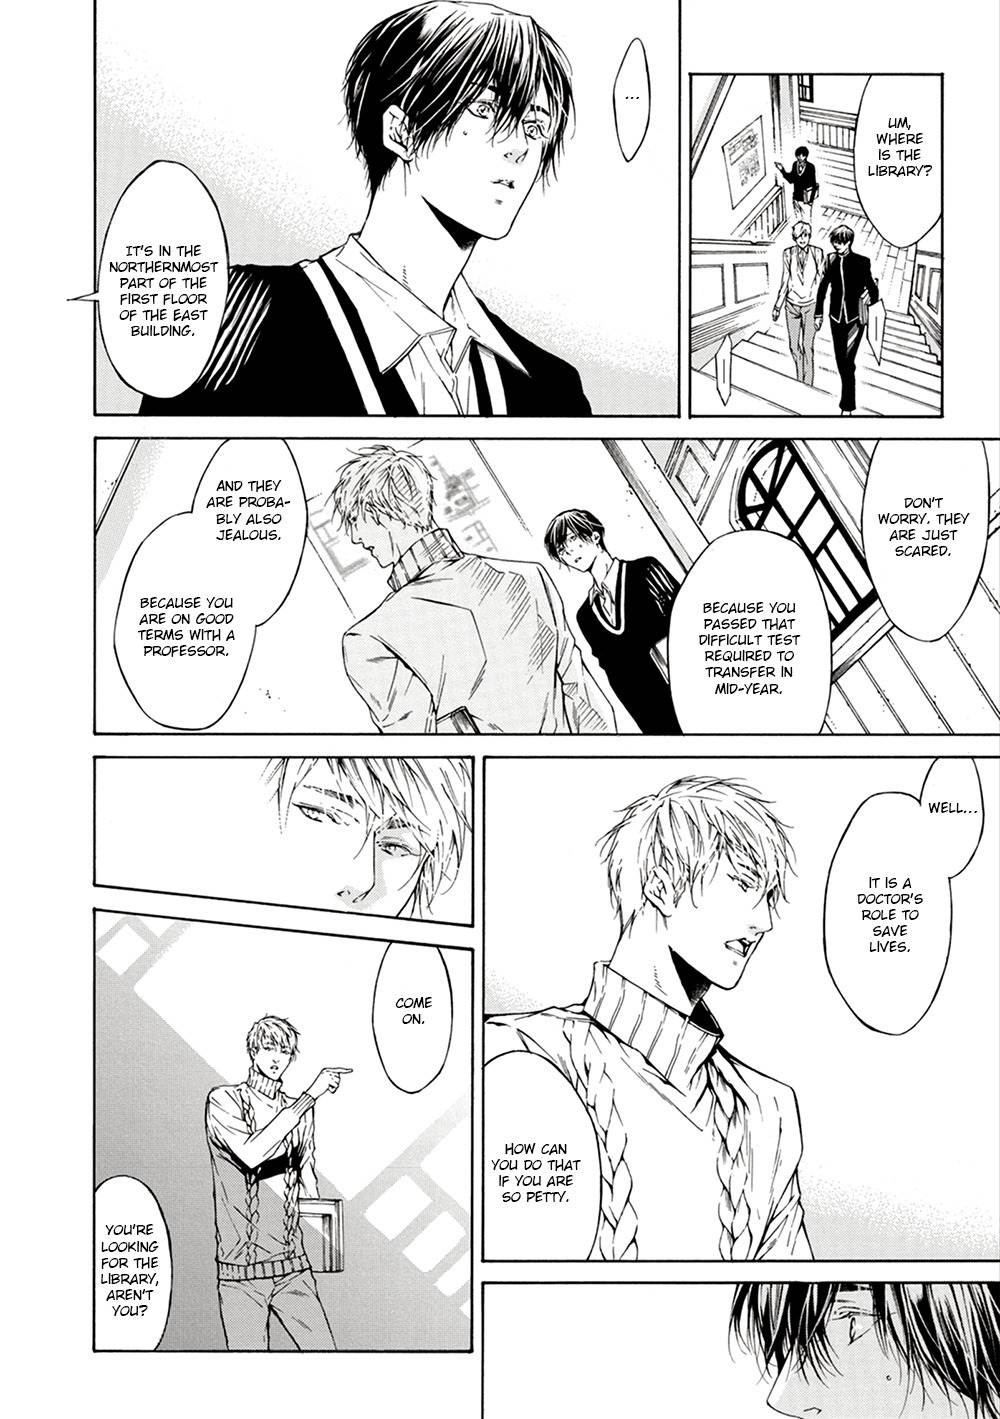 UM,
WHERE
IS THE
LIBRARY?
...
IT'S IN THE
NORTHERNMOST
PART OF THE
FIRST FLOOR
OF THE EAST
BUILDING.
DON'T
WORRY. THEY
ARE JUST
SCARED.
BECAUSE YOU
PASSED THAT
DIFFICULT TEST
REQUIRED TO
TRANSFER IN
MID-YEAR.
AND THEY
ARE PROBA-
BLY ALSO
JEALOUS.
BECAUSE YOU
ARE ON GOOD
TERMS WITH A
PROFESSOR.
WELL...
IT IS A
DOCTOR'S
ROLE TO
SAVE
LIVES.
HOW CAN
YOU DO THAT
IF YOU ARE
SO PETTY.
COME
ON.
YOU'RE
LOOKING
FOR THE
LIBRARY,
AREN'T
YOU?